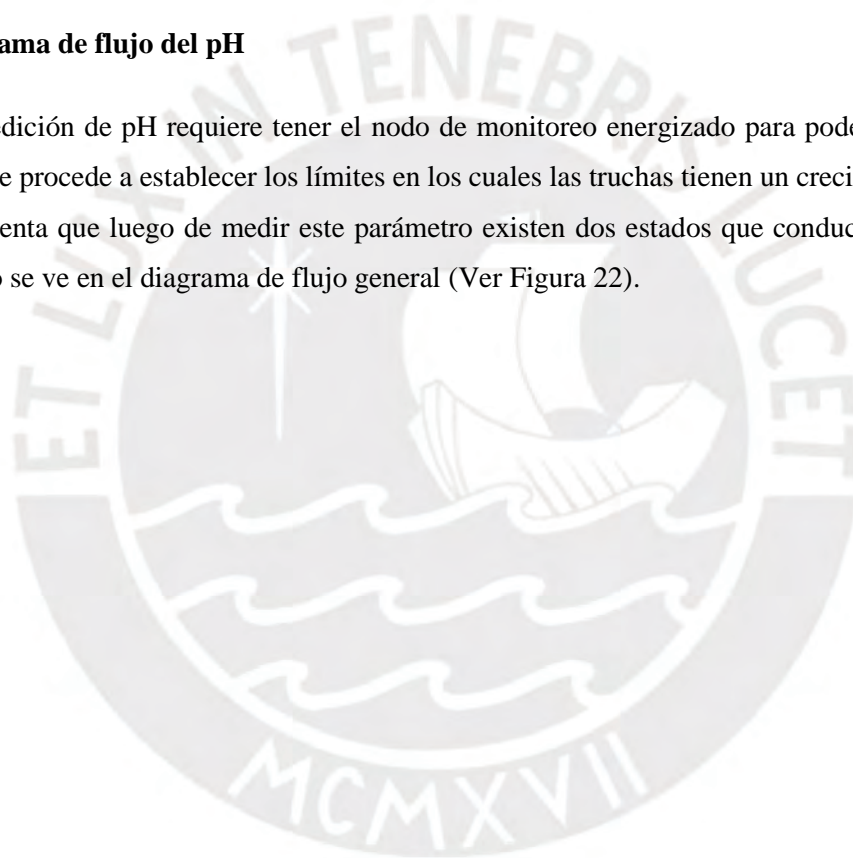 ama de flujo del pH
edición de pH requiere tener el nodo de monitoreo energizado para pode
e procede a establecer los límites en los cuales las truchas tienen un creci
enta que luego de medir este parámetro existen dos estados que conduc
o se ve en el diagrama de flujo general (Ver Figura 22).
ET LUX IN TENEBRIS LUCET
MCMXVII